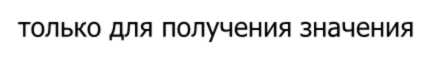 только для получения значения